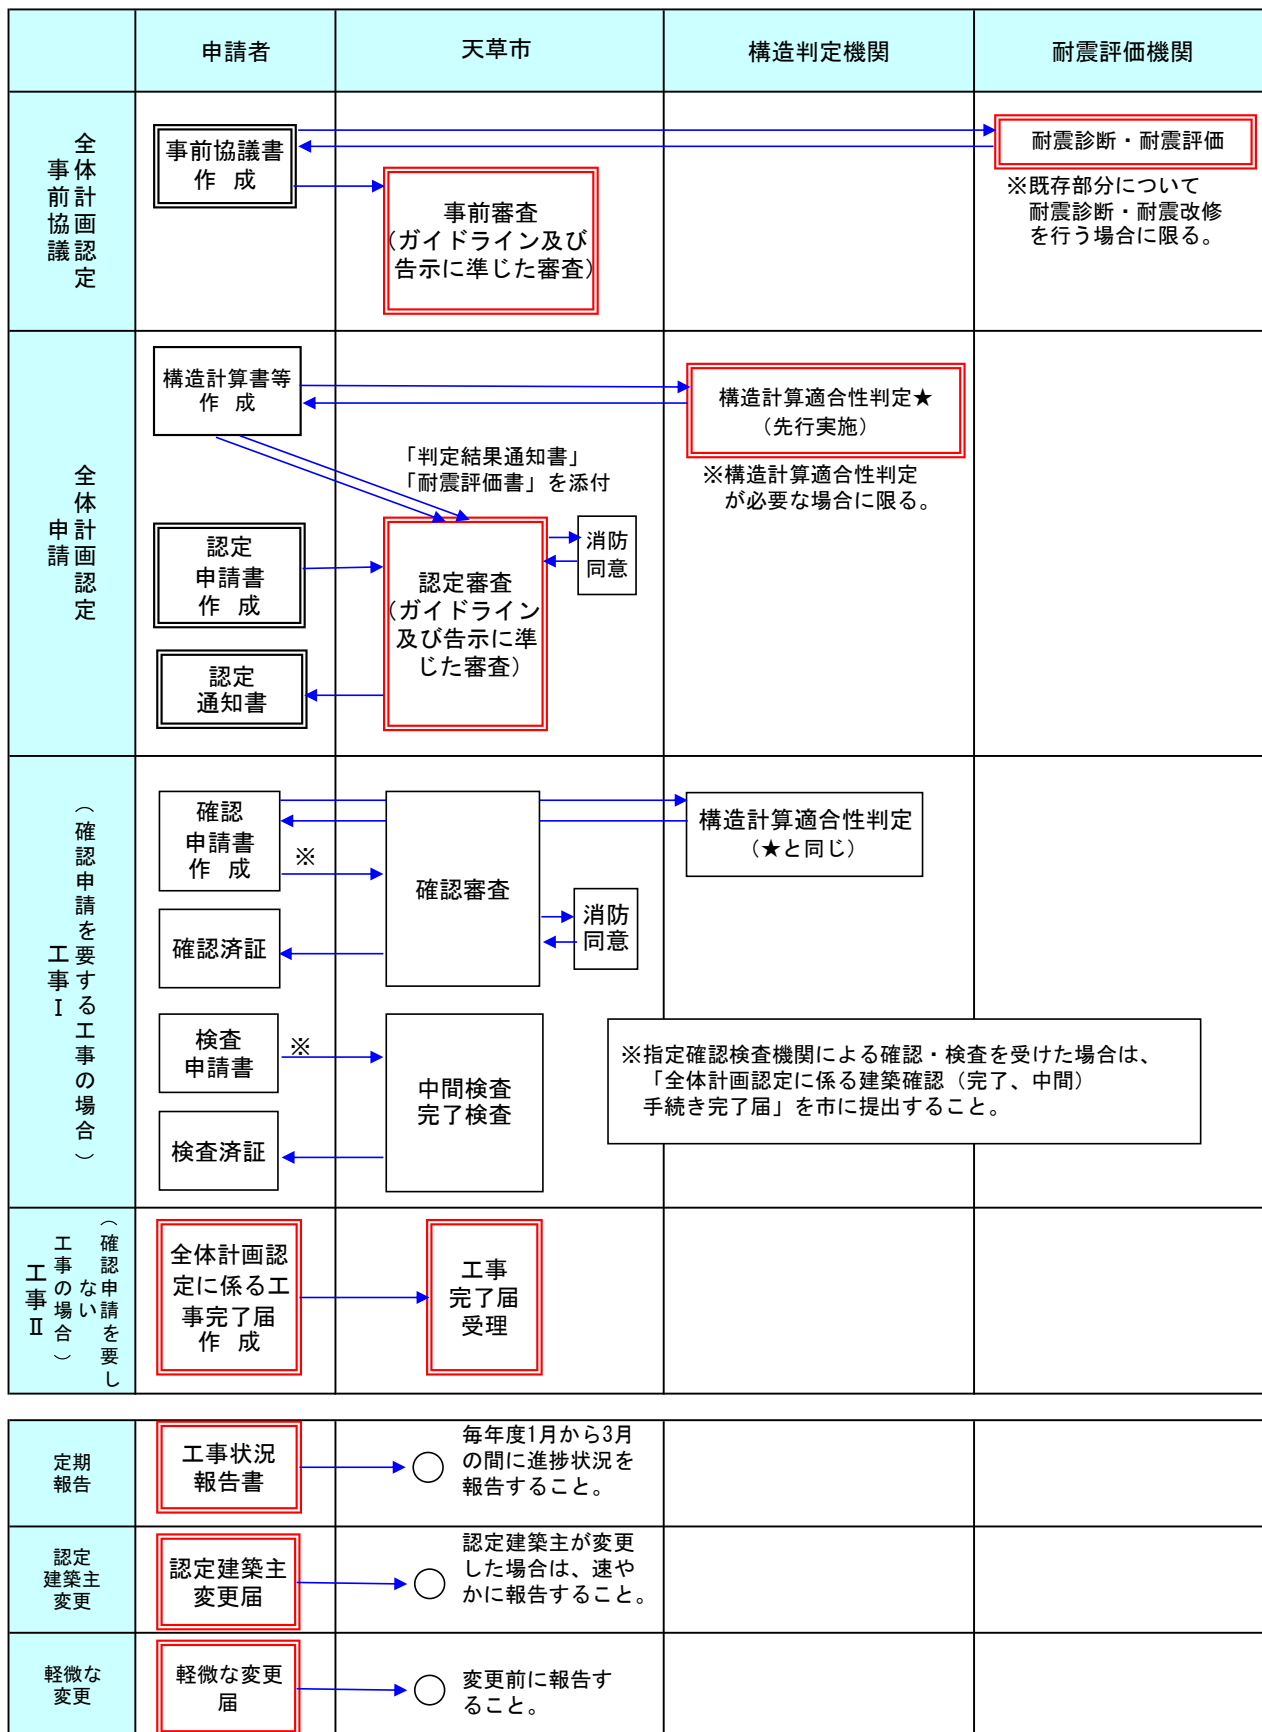 申請者
天草市
構造判定機関
耐震評価機関
全体計画認定
事前協議
事前協議書
作 成
事前審査
(ガイドライン及び
告示に準じた審査)
耐震診断・耐震評価
※既存部分について
耐震診断・耐震改修
を行う場合に限る。
全体計画認定
申請
構造計算書等
作 成
構造計算適合性判定★
(先行実施)
※構造計算適合性判定
が必要な場合に限る。
「判定結果通知書」
「耐震評価書」を添付
認定
申請書
作 成
認定審査
(ガイドライン
及び告示に準
じた審査)
消防
同意
認定
通知書
(確認申請を要する工事の場合)
工事Ⅰ
確認
申請書
作 成
※
確認審査
構造計算適合性判定
(★と同じ)
消防
同意
確認済証
検査
申請書
※
中間検査
完了検査
※指定確認検査機関による確認・検査を受けた場合は、
「全体計画認定に係る建築確認(完了、中間)
手続き完了届」を市に提出すること。
検査済証
(確認申請を要し
ない
工事の場合)
工事Ⅱ
全体計画認
定に係る工
事完了届
作 成
工事
完了届
受理
定期
報告
工事状況
報告書
毎年度1月から3月
の間に進捗状況を
報告すること。
認定
建築主
変更
認定建築主
変更届
認定建築主が変更
した場合は、速や
かに報告すること。
軽微な
変更
軽微な変更
届
変更前に報告す
ること。